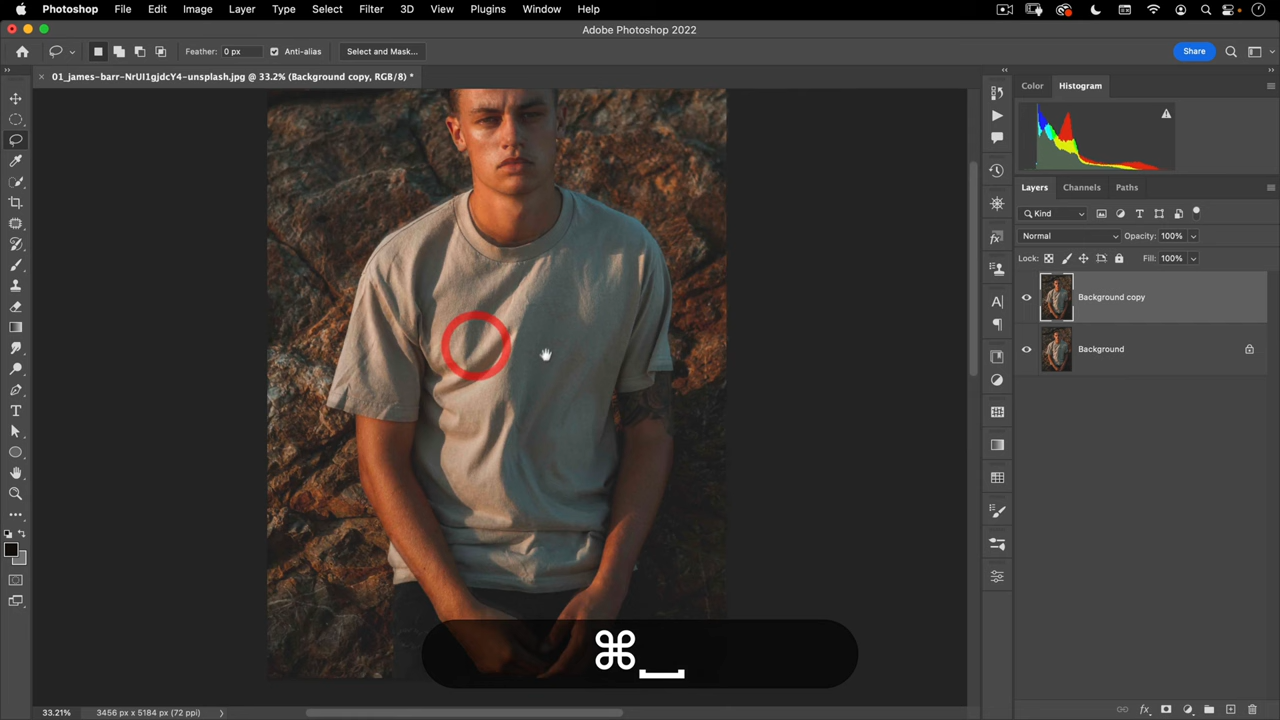 Photoshop File Edit Image Layer Type Select Filter 3D View Plugins Window Help
Adobe Photoshop 2022
Feather: 0 px Anti-alias Select and Mask... Share
01_james-barr-NrUI1gjdcY4-unsplash.jpg @ 33.2% (Background copy, RGB/8) *
Color Histogram
Layers Channels Paths
Kind
Normal Opacity: 100%
Lock: Fill: 100%
Background copy
Background
⌘
33.21% 3456 px x 5184 px (72 ppi)